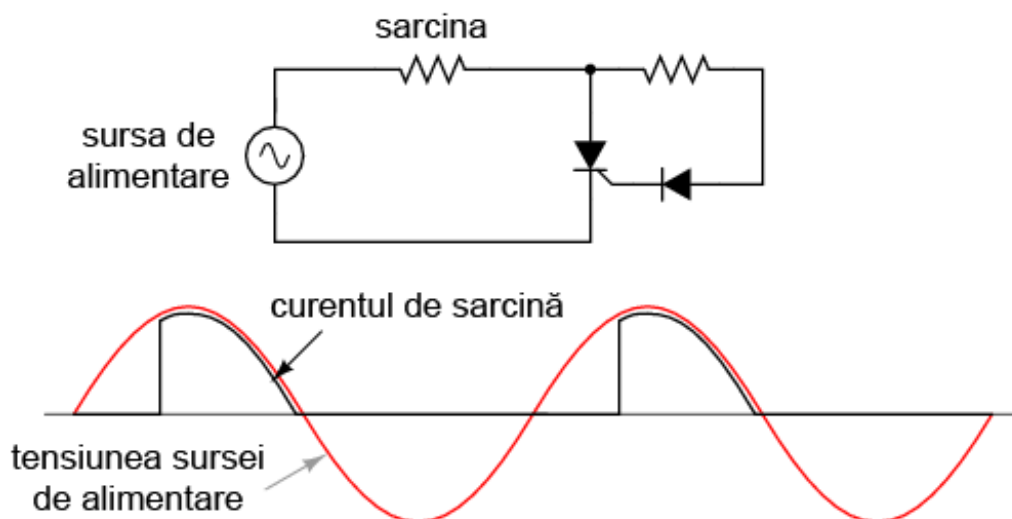 sarcina
sursa de
alimentare
curentul de sarcină
tensiunea sursei
de alimentare